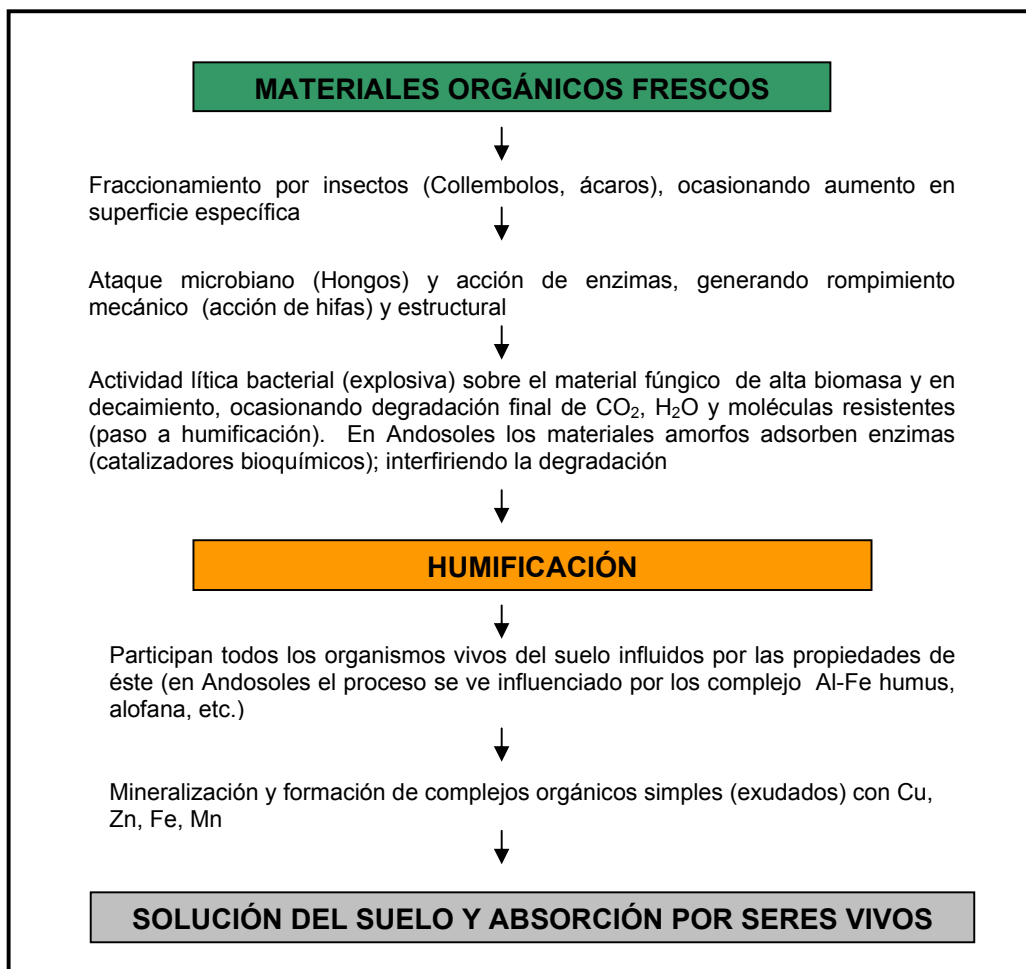 MATERIALES ORGÁNICOS FRESCOS
Fraccionamiento por insectos (Collembolos, ácaros), ocasionando aumento en
superficie específica
Ataque microbiano (Hongos) y acción de enzimas, generando rompimiento
mecánico (acción de hifas) y estructural
Actividad lítica bacterial (explosiva) sobre el material fúngico de alta biomasa y en
decaimiento, ocasionando degradación final de CO₂, H₂O y moléculas resistentes
(paso a humificación). En Andosoles los materiales amorfos adsorben enzimas
(catalizadores bioquímicos); interfiriendo la degradación
HUMIFICACIÓN
Participan todos los organismos vivos del suelo influidos por las propiedades de
éste (en Andosoles el proceso se ve influenciado por los complejo Al-Fe humus,
alofana, etc.)
Mineralización y formación de complejos orgánicos simples (exudados) con Cu,
Zn, Fe, Mn
SOLUCIÓN DEL SUELO Y ABSORCIÓN POR SERES VIVOS